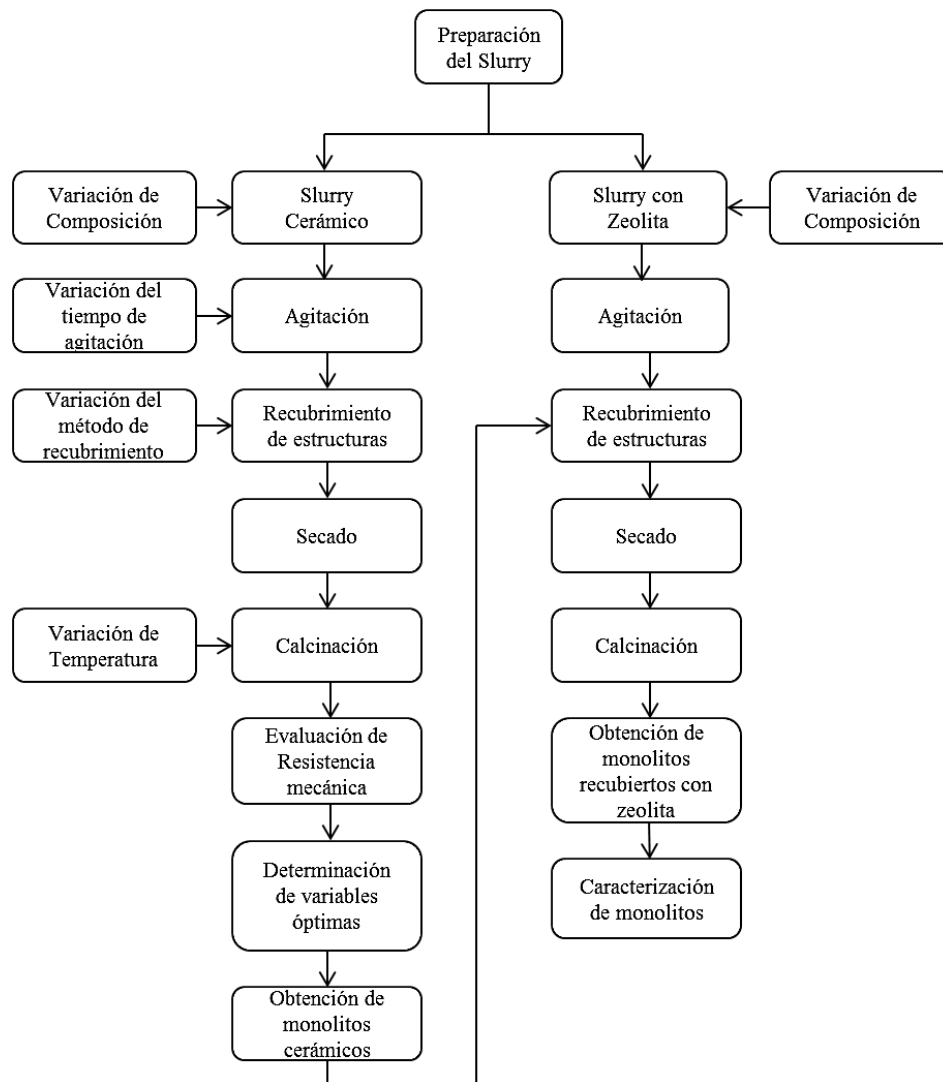 Preparación
del Slurry
Variación de
Composición
Slurry
Cerámico
Slurry con
Zeolita
Variación de
Composición
Variación del
tiempo de
agitación
Agitación
Agitación
Variación del
método de
recubrimiento
Recubrimiento
de estructuras
Recubrimiento
de estructuras
Secado
Secado
Variación de
Temperatura
Calcinación
Calcinación
Evaluación de
Resistencia
mecánica
Obtención de
monolitos
recubiertos con
zeolita
Determinación
de variables
óptimas
Caracterización
de monolitos
Obtención de
monolitos
cerámicos